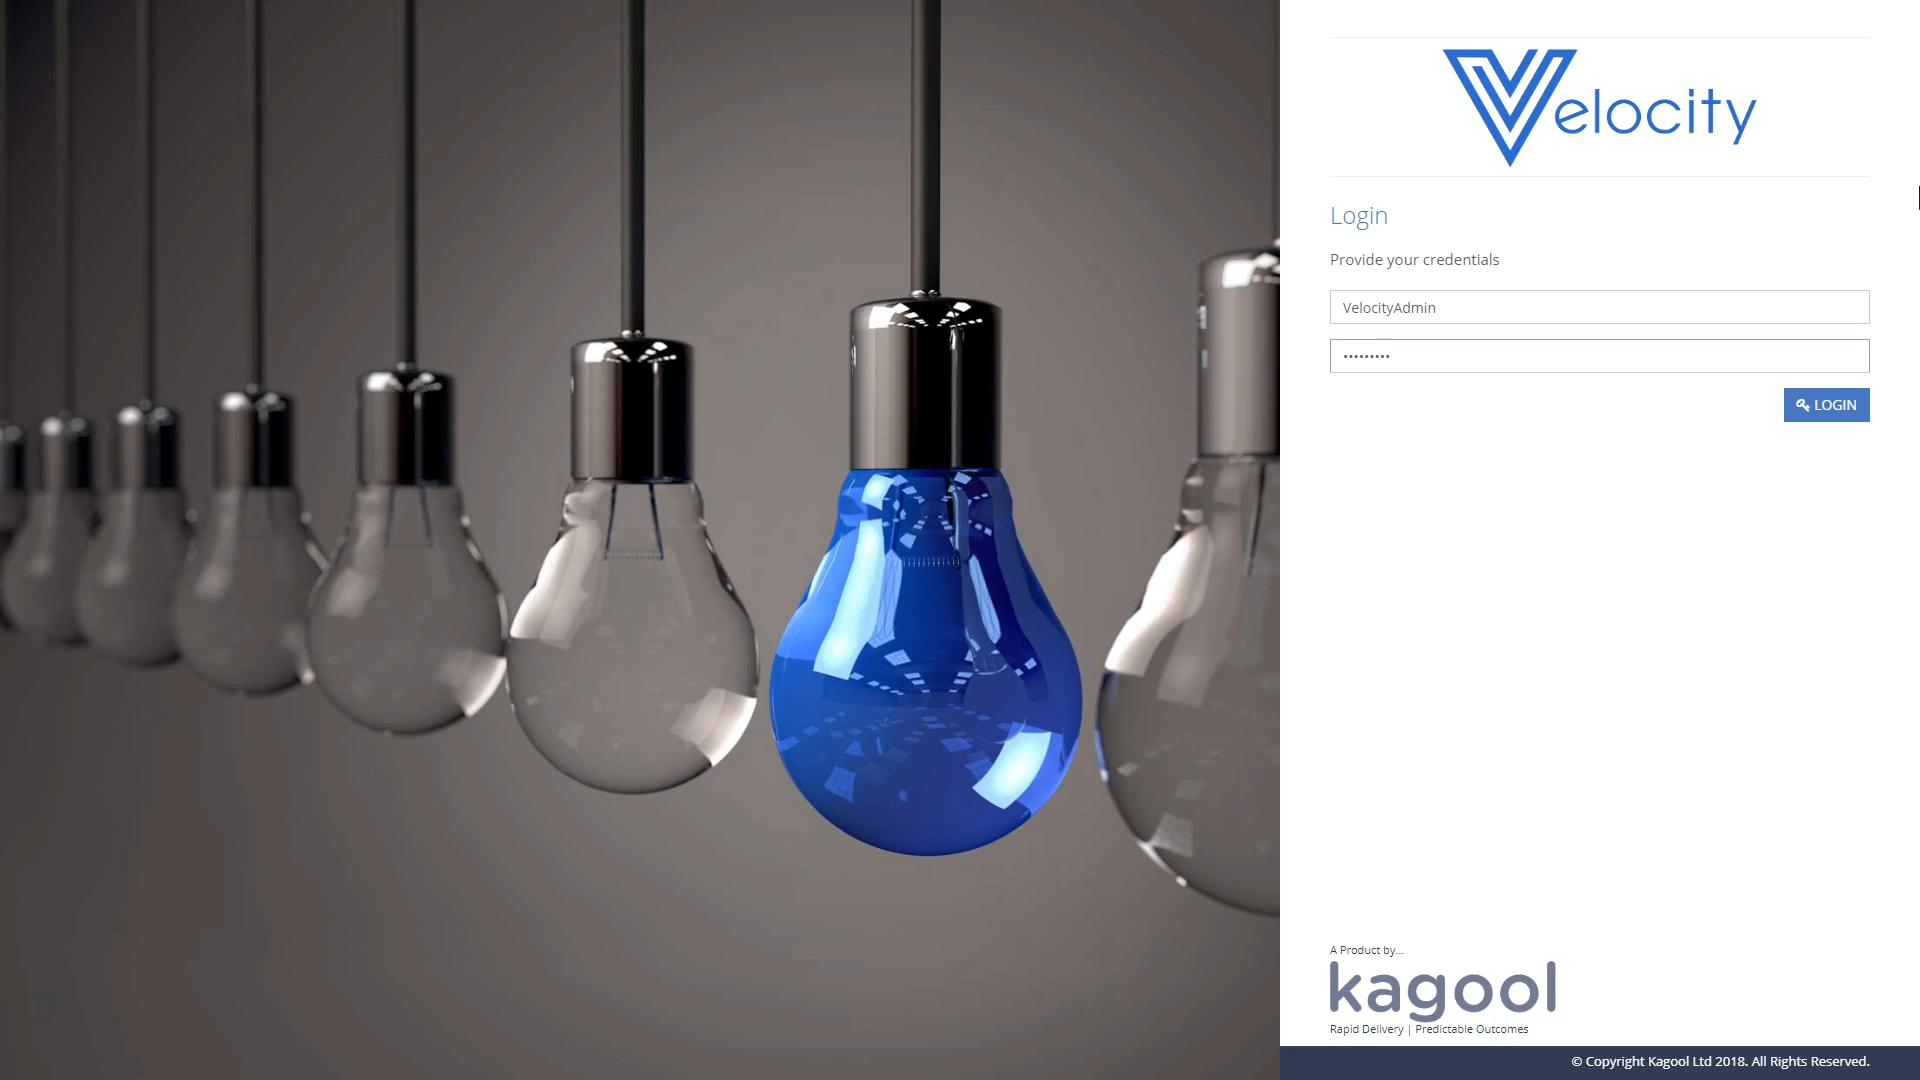 Velocity
Login
Provide your credentials
VelocityAdmin
•••••••••
LOGIN
A Product by...
kagool
Rapid Delivery | Predictable Outcomes
© Copyright Kagool Ltd 2018. All Rights Reserved.